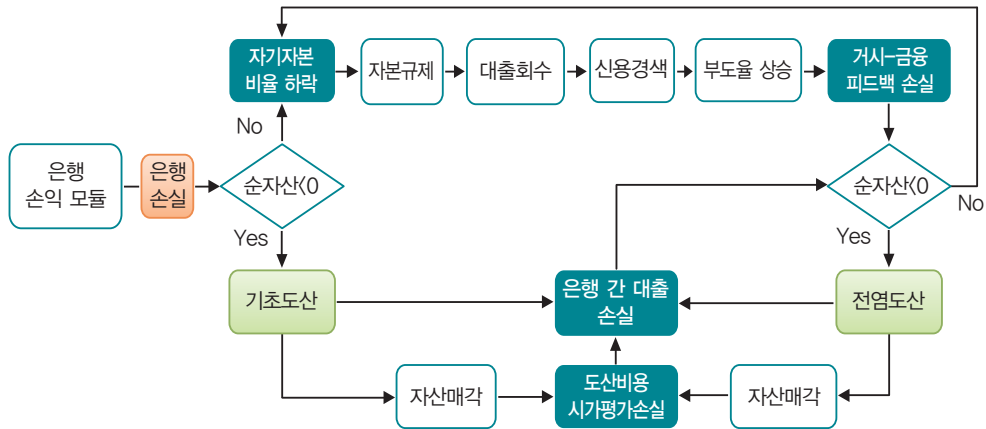 자기자본
비율 하락
자본규제
대출회수
신용경색
부도율 상승
거시-금융
피드백 손실
No
은행
손익 모듈
은행
손실
순자산<0
순자산<0
No
Yes
Yes
기초도산
은행 간 대출
손실
전염도산
자산매각
도산비용
시가평가손실
자산매각